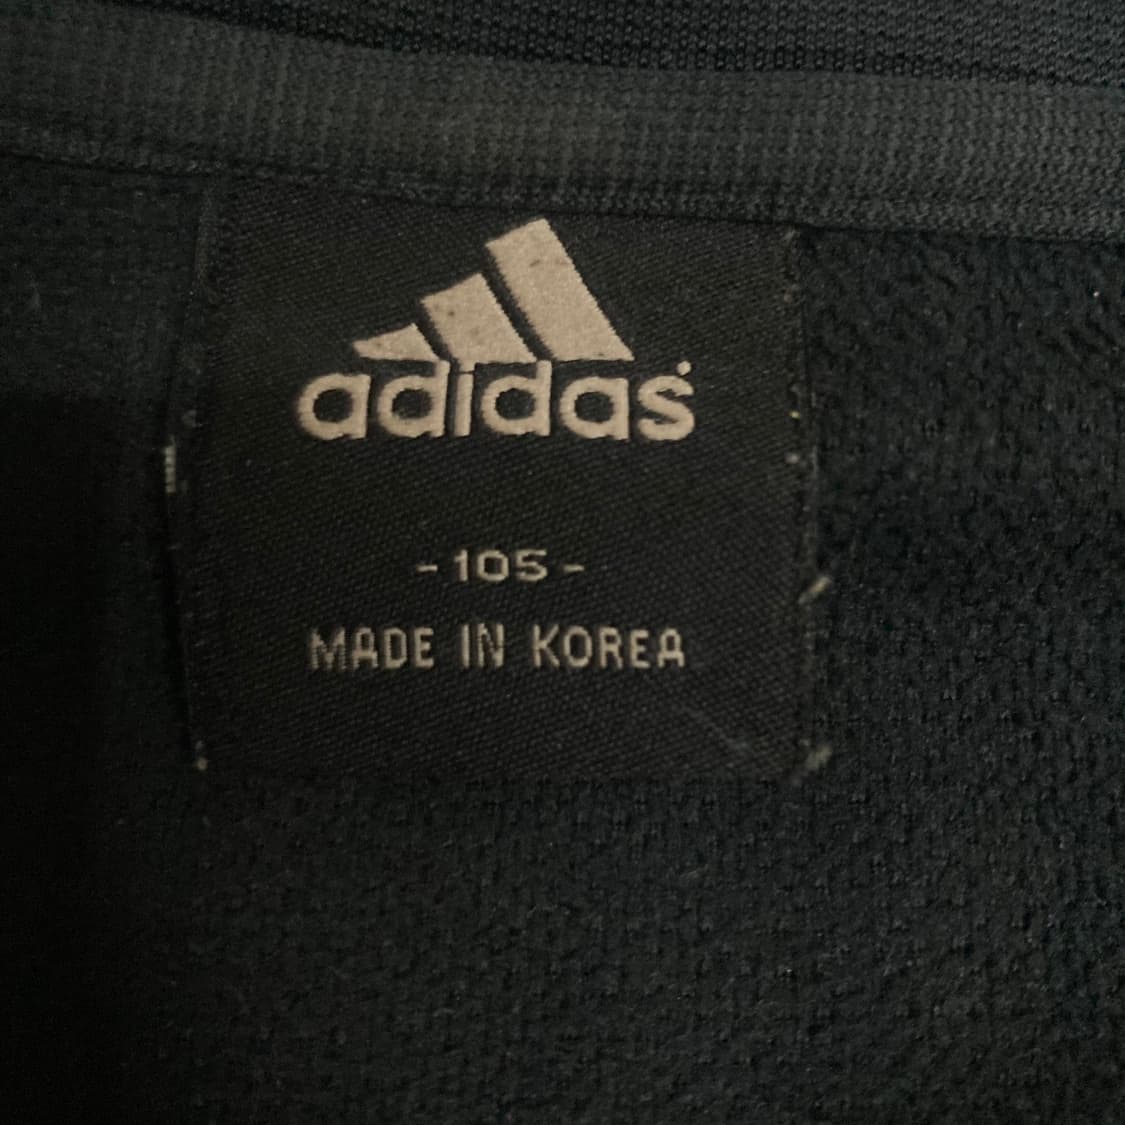 adidas
-105-
MADE IN KOREA